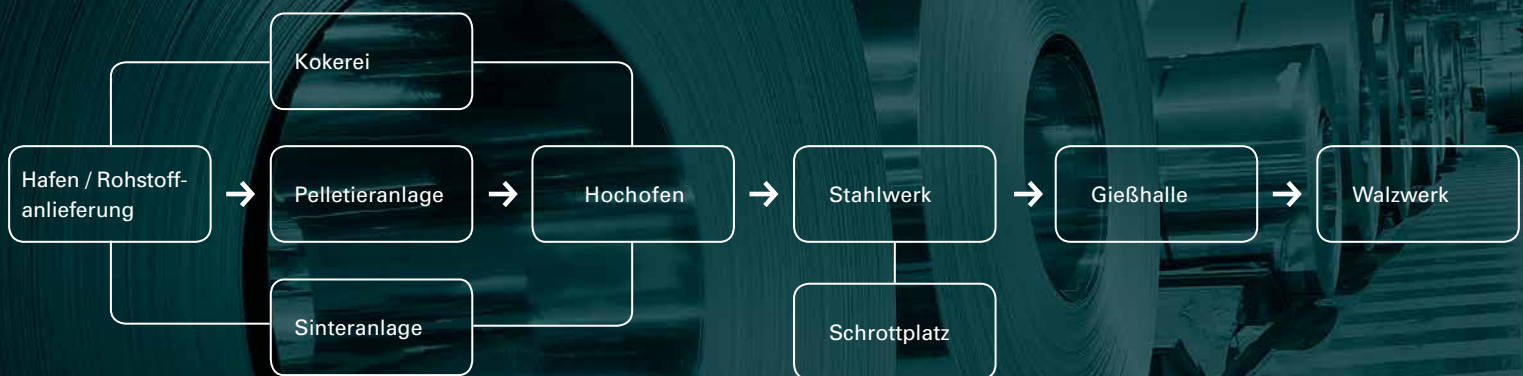 Kokerei
Hafen / Rohstoff-
anlieferung
Pelletieranlage
Hochofen
Stahlwerk
Gießhalle
Walzwerk
Sinteranlage
Schrottplatz